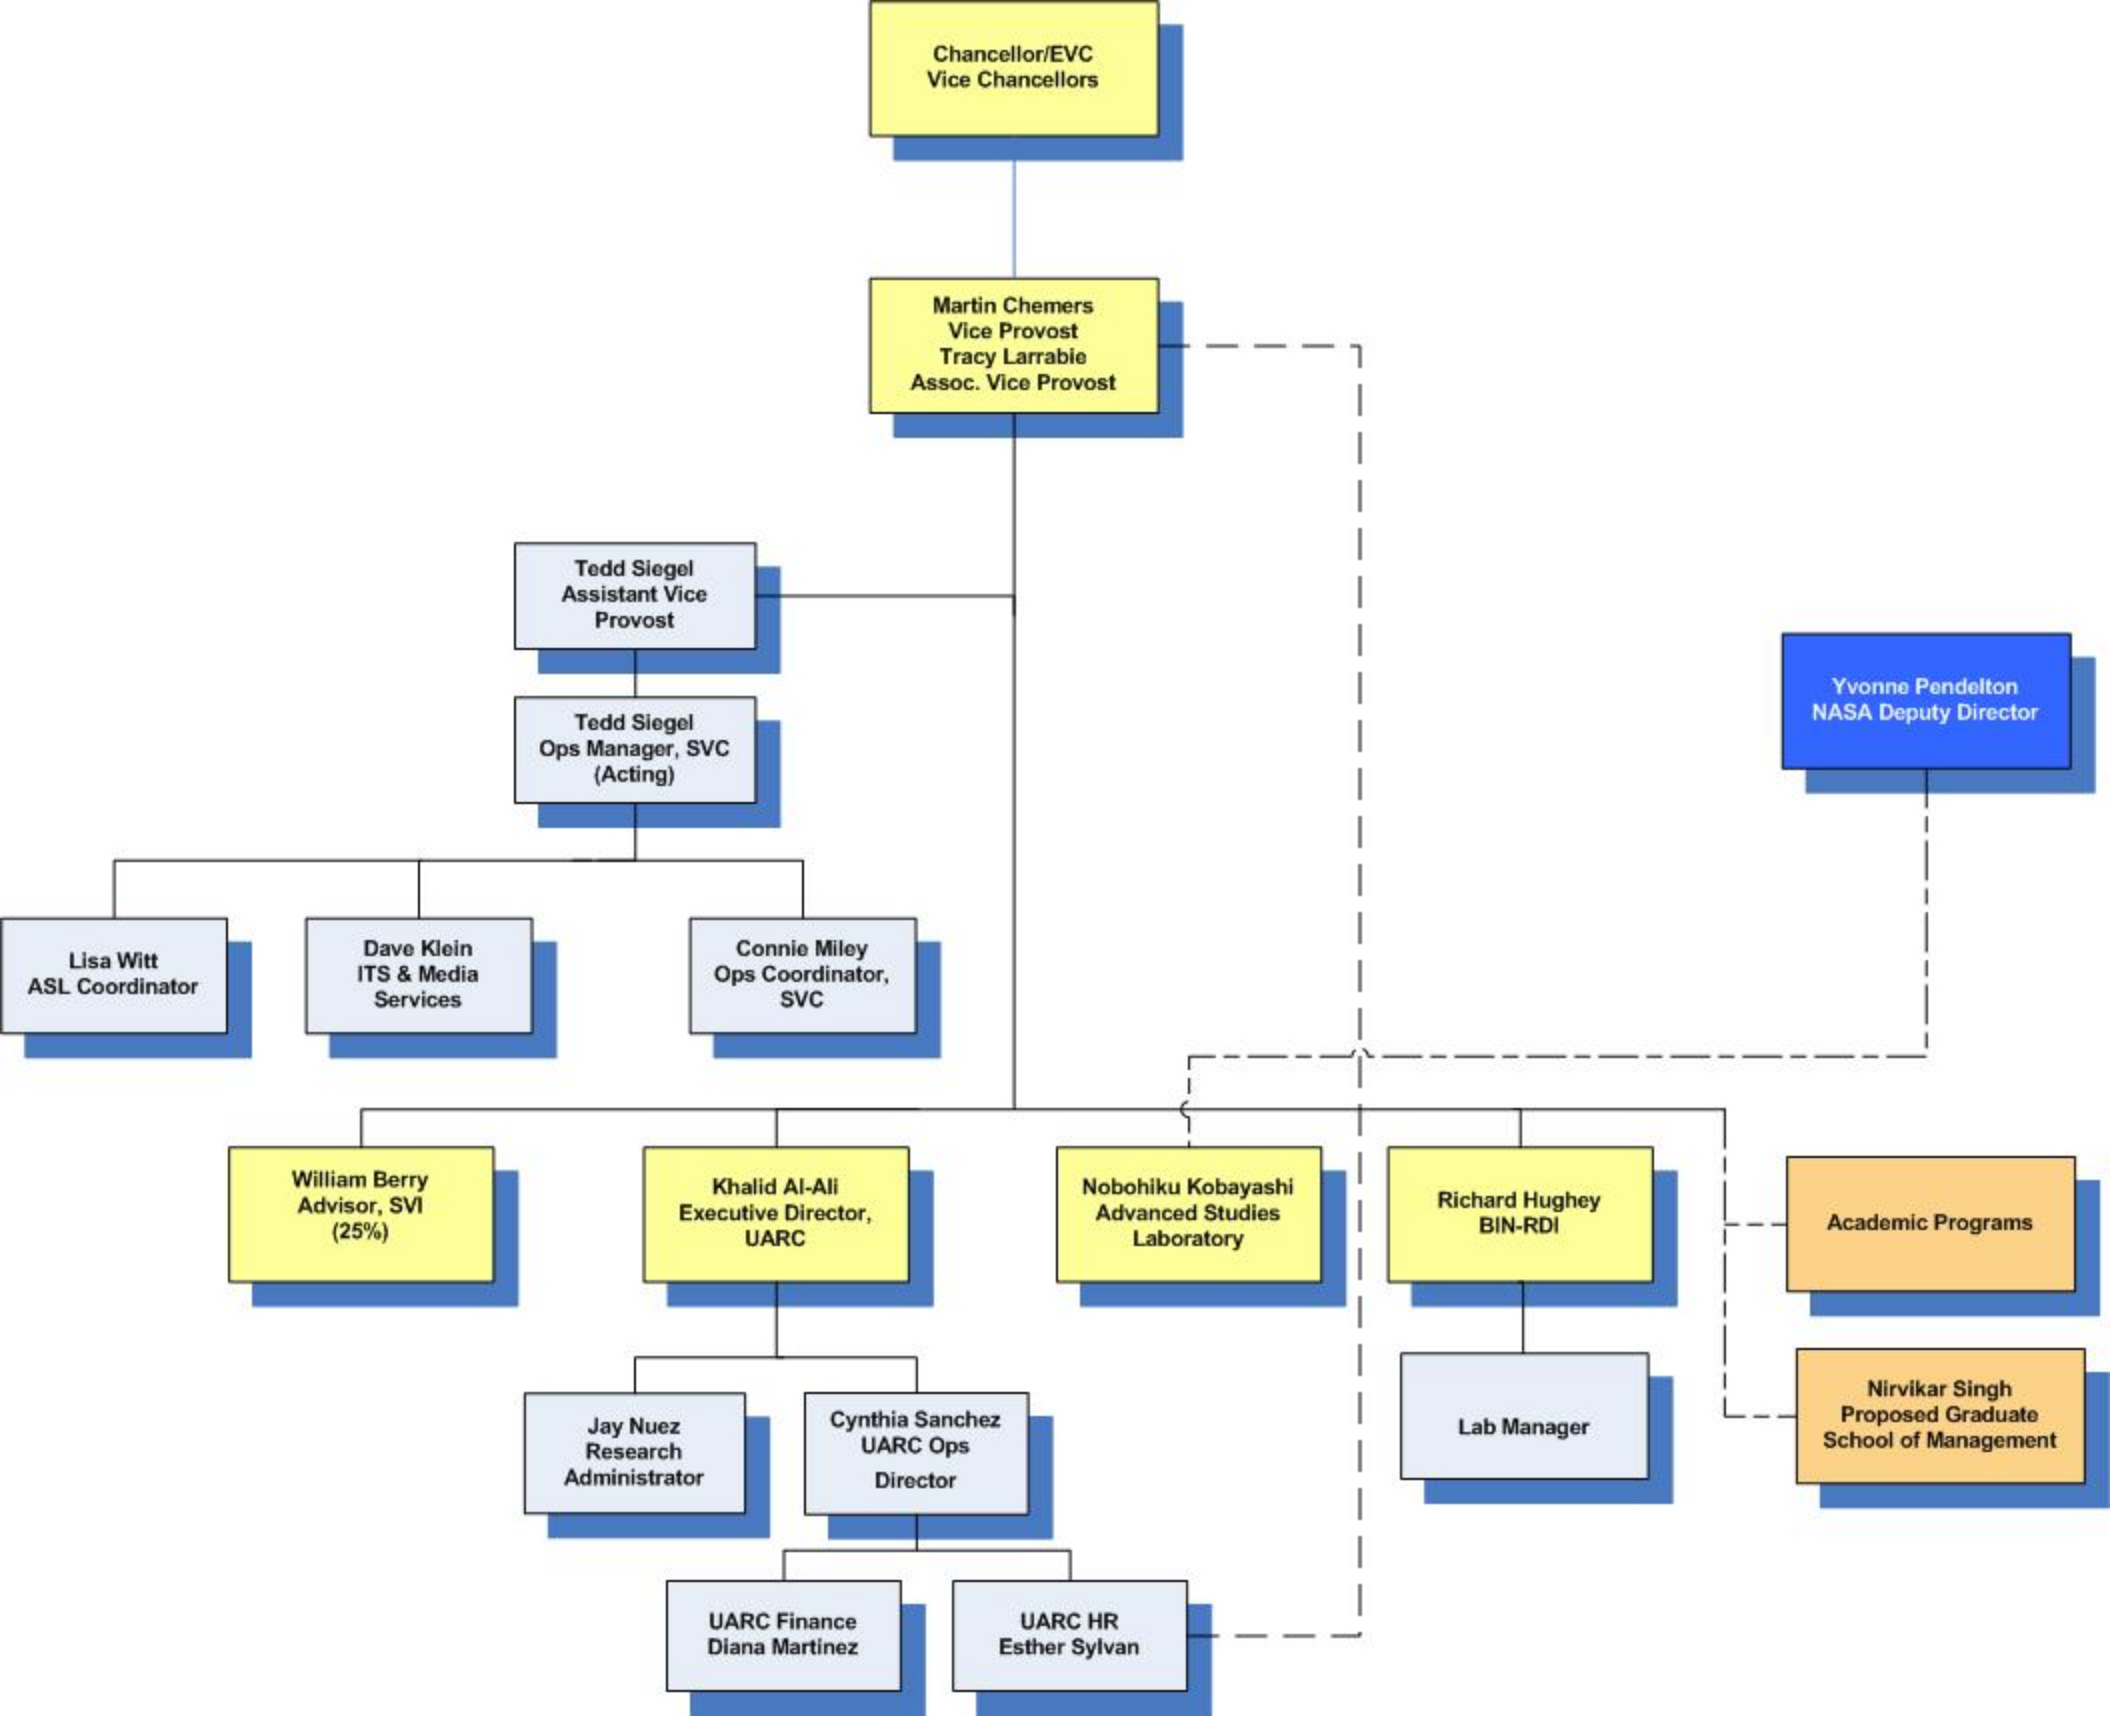 Chancellor/EVC
Vice Chancellors
Martin Chemers
Vice Provost
Tracy Larrabie
Assoc. Vice Provost
Tedd Siegel
Assistant Vice
Provost
Yvonne Pendelton
NASA Deputy Director
Tedd Siegel
Ops Manager, SVC
(Acting)
Lisa Witt
ASL Coordinator
Dave Klein
ITS & Media
Services
Connie Miley
Ops Coordinator,
SVC
William Berry
Advisor, SVI
(25%)
Khalid Al-Ali
Executive Director,
UARC
Nobohiku Kobayashi
Advanced Studies
Laboratory
Richard Hughey
BIN-RDI
Academic Programs
Jay Nuez
Research
Administrator
Cynthia Sanchez
UARC Ops
Director
Lab Manager
Nirvikar Singh
Proposed Graduate
School of Management
UARC Finance
Diana Martinez
UARC HR
Esther Sylvan